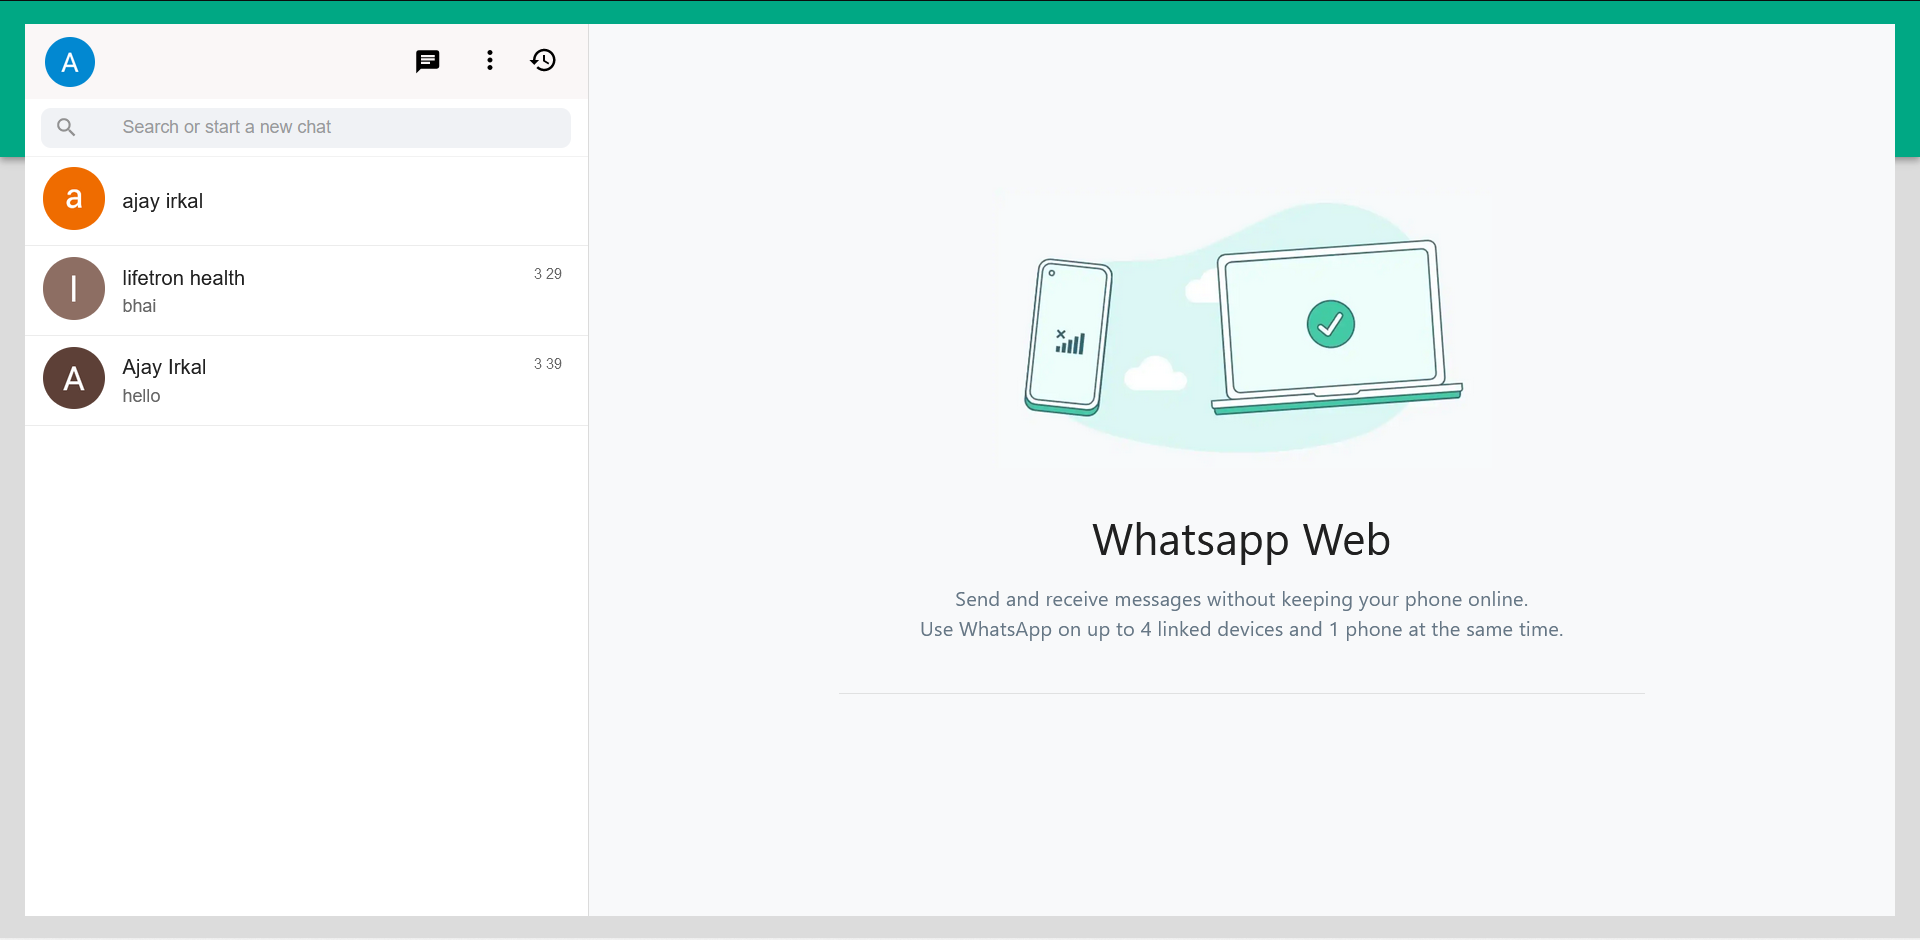 A
Search or start a new chat
a
ajay irkal
l
lifetron health
3 29
bhai
A
Ajay Irkal
3 39
hello
Whatsapp Web
Send and receive messages without keeping your phone online.
Use WhatsApp on up to 4 linked devices and 1 phone at the same time.